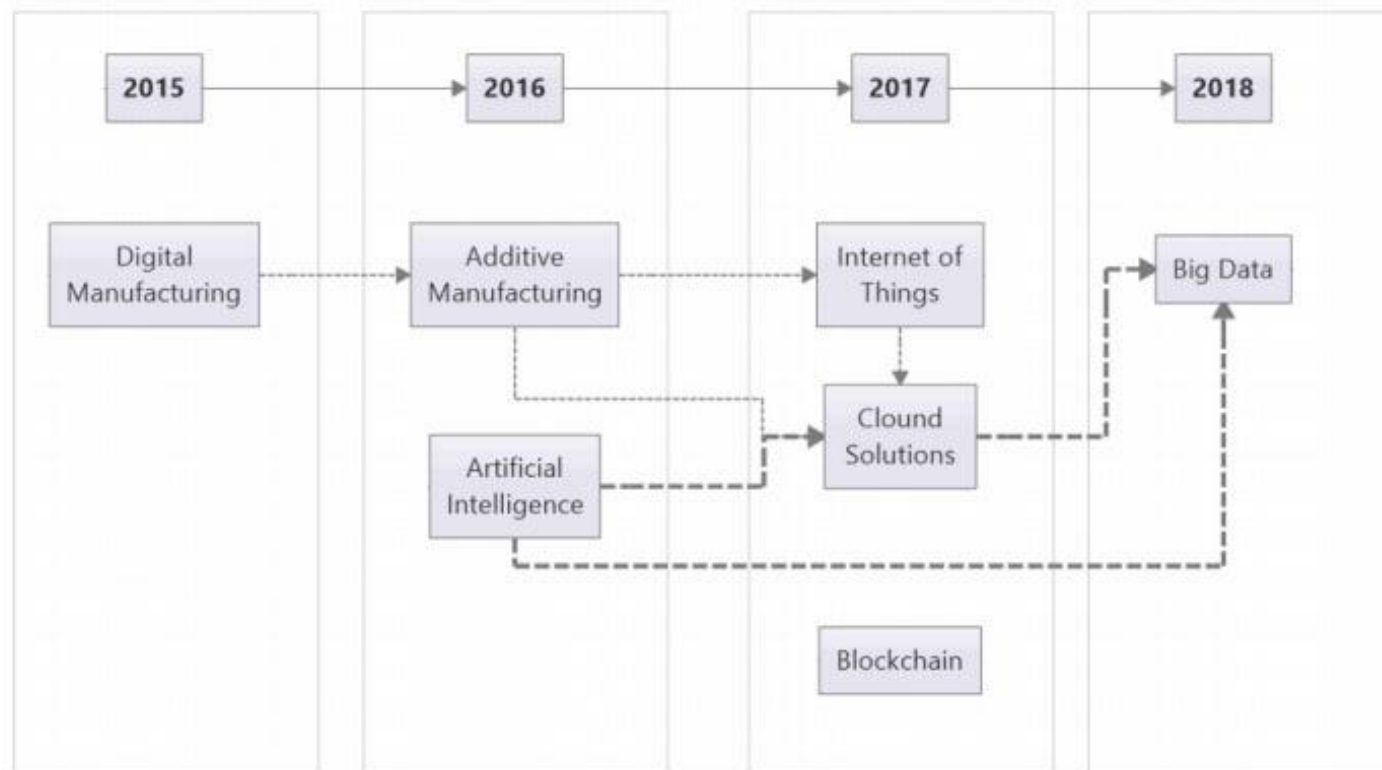 2015
2016
2017
2018
Digital
Manufacturing
Additive
Manufacturing
Internet of
Things
Big Data
Clound
Solutions
Artificial
Intelligence
Blockchain